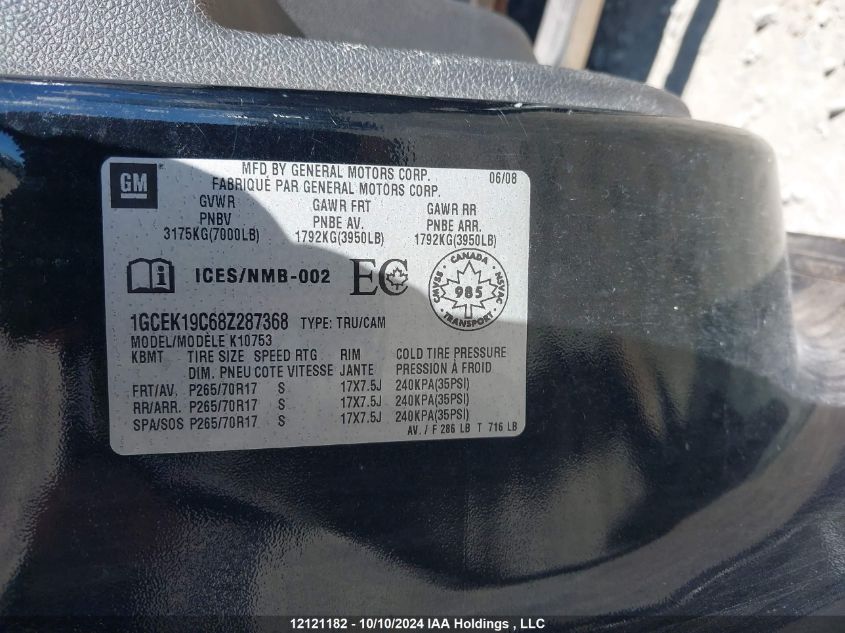 GM
MFD BY GENERAL MOTORS CORP.
06/08
FABRIQUÉ PAR GENERAL MOTORS CORP.
GVWR GAWR FRT GAWR RR
PNBV PNBE AV. PNBE ARR.
3175KG(7000LB) 1792KG(3950LB) 1792KG(3950LB)
i ICES/NMB-002 EC
CANADA
CMVSS NSVAC
985
TRANSPORT
1GCEK19C68Z287368 TYPE: TRU/CAM
MODEL/MODÈLE K10753
KBMT TIRE SIZE SPEED RTG RIM COLD TIRE PRESSURE
DIM. PNEU COTE VITESSE JANTE PRESSION À FROID
FRT/AV. P265/70R17 S 17X7.5J 240KPA(35PSI)
RR/ARR. P265/70R17 S 17X7.5J 240KPA(35PSI)
SPA/SOS P265/70R17 S 17X7.5J 240KPA(35PSI)
AV. / F 286 LB T 716 LB
12121182 - 10/10/2024 IAA Holdings , LLC